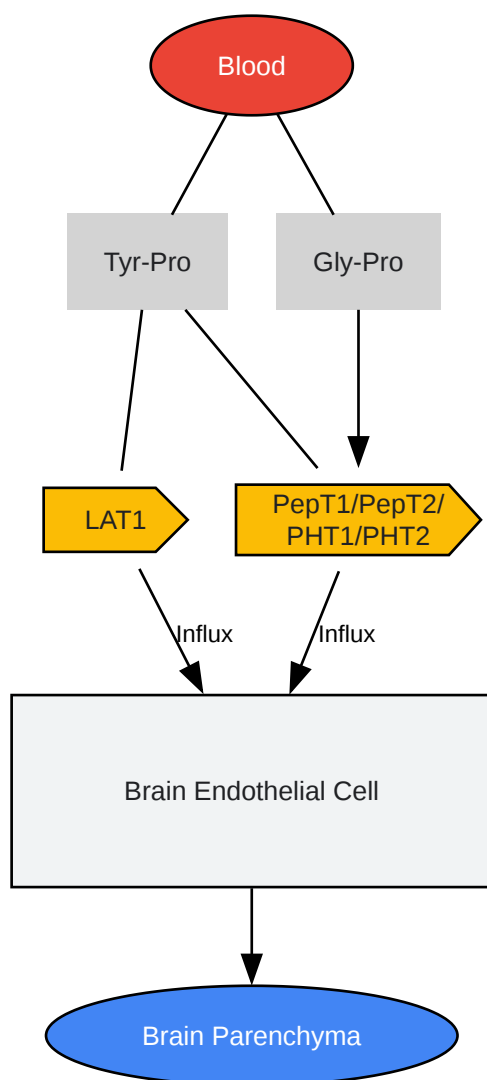 Blood
Tyr-Pro
Gly-Pro
LAT1
PepT1/PepT2/
PHT1/PHT2
Influx
Influx
Brain Endothelial Cell
Brain Parenchyma